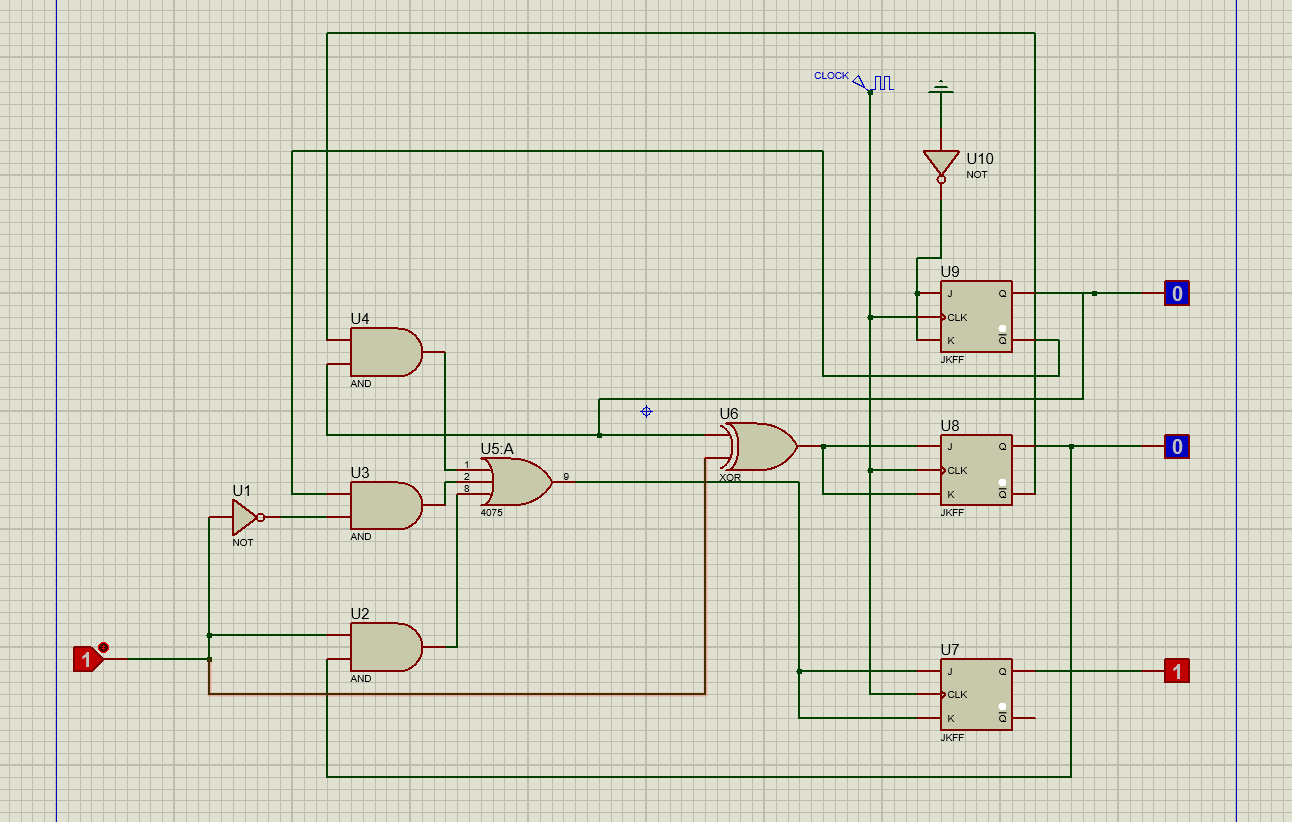 CLOCK
U10
NOT
U9
J Q
0
CLK
K Q
JKFF
U4
AND
U6
XOR
U8
J Q
0
CLK
K Q
JKFF
U5:A
1
2
8
9
4075
U3
AND
U1
NOT
U2
AND
1
U7
J Q
1
CLK
K Q
JKFF